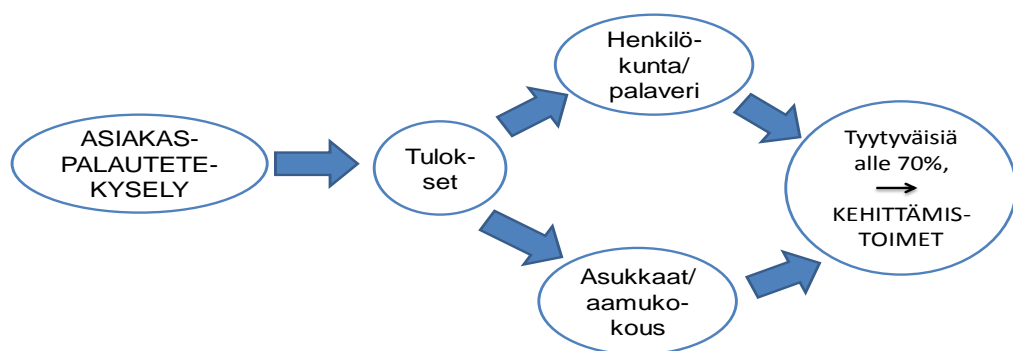 ASIAKAS-
PALAUTETE-
KYSELY
Tulok-
set
Henkilö-
kunta/
palaveri
Asukkaat/
aamuko-
kous
Tyytyväisiä
alle 70%,
KEHITTÄMIS-
TOIMET